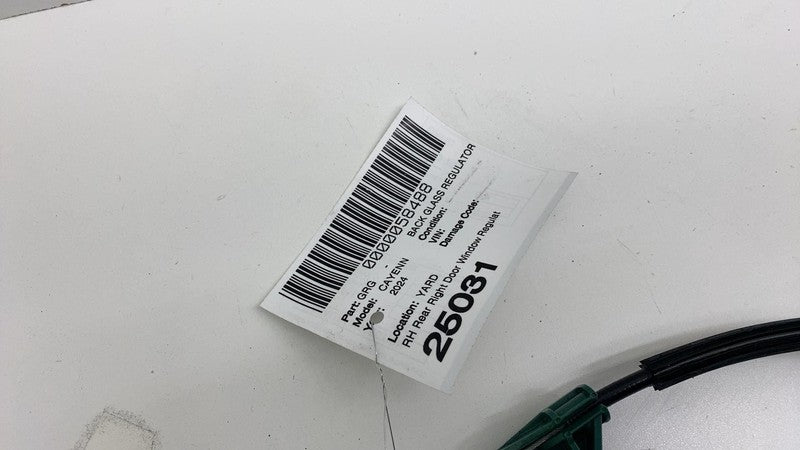 0000058488
Part: GRG - BACK GLASS REGULATOR
Model: CAYENN Condition:
2024 VIN:
Damage Code:
Location: YARD
RH Rear Right Door Window Regulat
25031